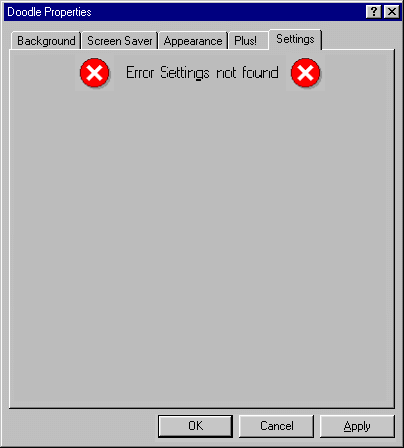 Doodle Properties
Background Screen Saver Appearance Plus! Settings
Error Settings not found
OK Cancel Apply